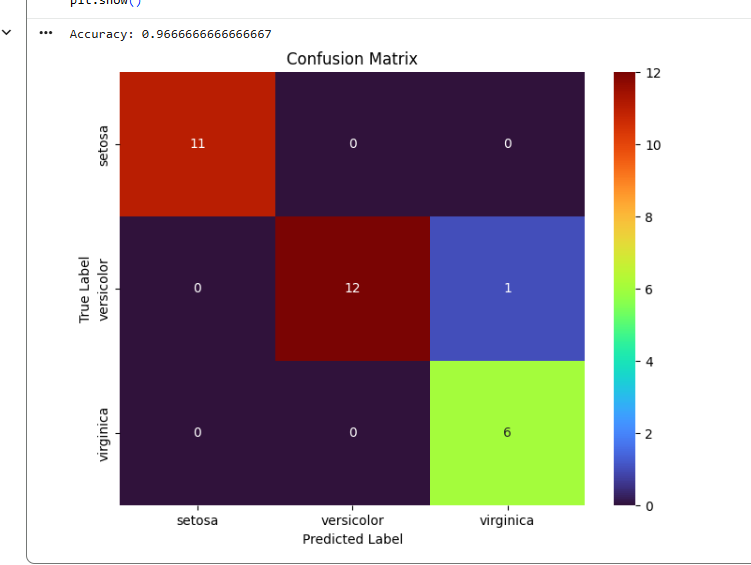 plt.show()
Accuracy: 0.9666666666666667
Confusion Matrix
12
setosa 11 0 0
10
8
True Label
versicolor 0 12 1
6
4
virginica 0 0 6
2
0
setosa versicolor virginica
Predicted Label